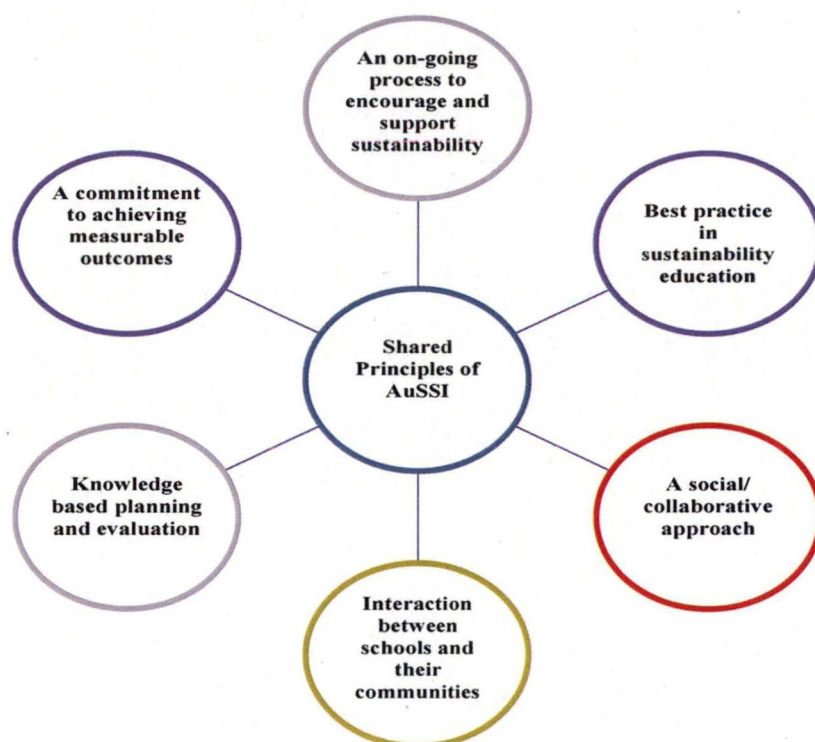 An on-going
process to
encourage and
support
sustainability
A commitment
to achieving
measurable
outcomes
Best practice
in
sustainability
education
Shared
Principles of
AuSSI
Knowledge
based planning
and evaluation
A social/
collaborative
approach
Interaction
between
schools and
their
communities